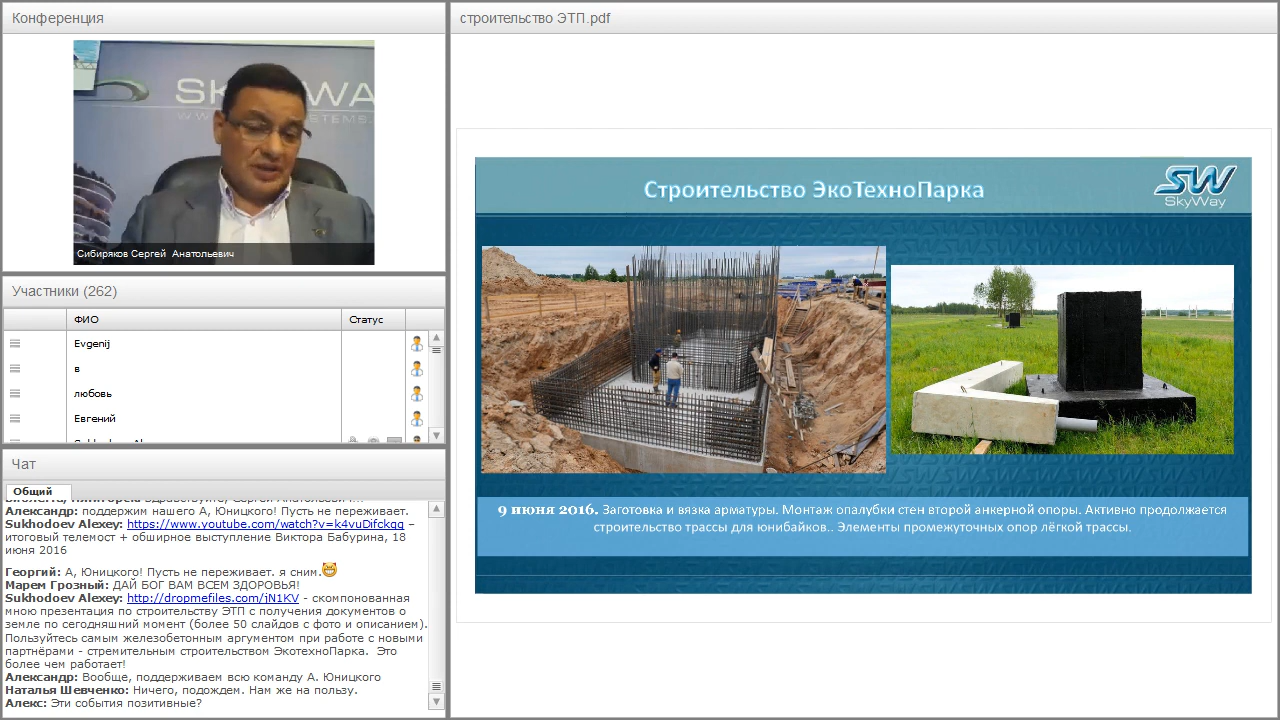 Конференция
SKYWA
Сибиряков Сергей Анатольевич
Участники (262)
ФИО
Статус
Evgenij
в
любовь
Евгений
Чат
Общий
Александр: поддержим нашего А, Юницкого! Пусть не переживает.
Sukhodoev Alexey: https://www.youtube.com/watch?v=k4vuDifckqg –
итоговый телемост + обширное выступление Виктора Бабурина, 18
июня 2016
Георгий: А, Юницкого! Пусть не переживает. я сним.
Марем Грозный: ДАЙ БОГ ВАМ ВСЕМ ЗДОРОВЬЯ!
Sukhodoev Alexey: http://dropmefiles.com/jN1KV - скомпонованная
мною презентация по строительству ЭТП с получения документов о
земле по сегодняшний момент (более 50 слайдов с фото и описанием).
Пользуйтесь самым железобетонным аргументом при работе с новыми
партнёрами - стремительным строительством ЭкотехноПарка. Это
более чем работает!
Александр: Вообще, поддерживаем всю команду А. Юницкого
Наталья Шевченко: Ничего, подождем. Нам же на пользу.
Алекс: Эти события позитивные?
строительство ЭТП.pdf
Строительство ЭкоТехноПарка
SW
SkyWay
9 июня 2016. Заготовка и вязка арматуры. Монтаж опалубки стен второй анкерной опоры. Активно продолжается
строительство трассы для юнибайков.. Элементы промежуточных опор лёгкой трассы.